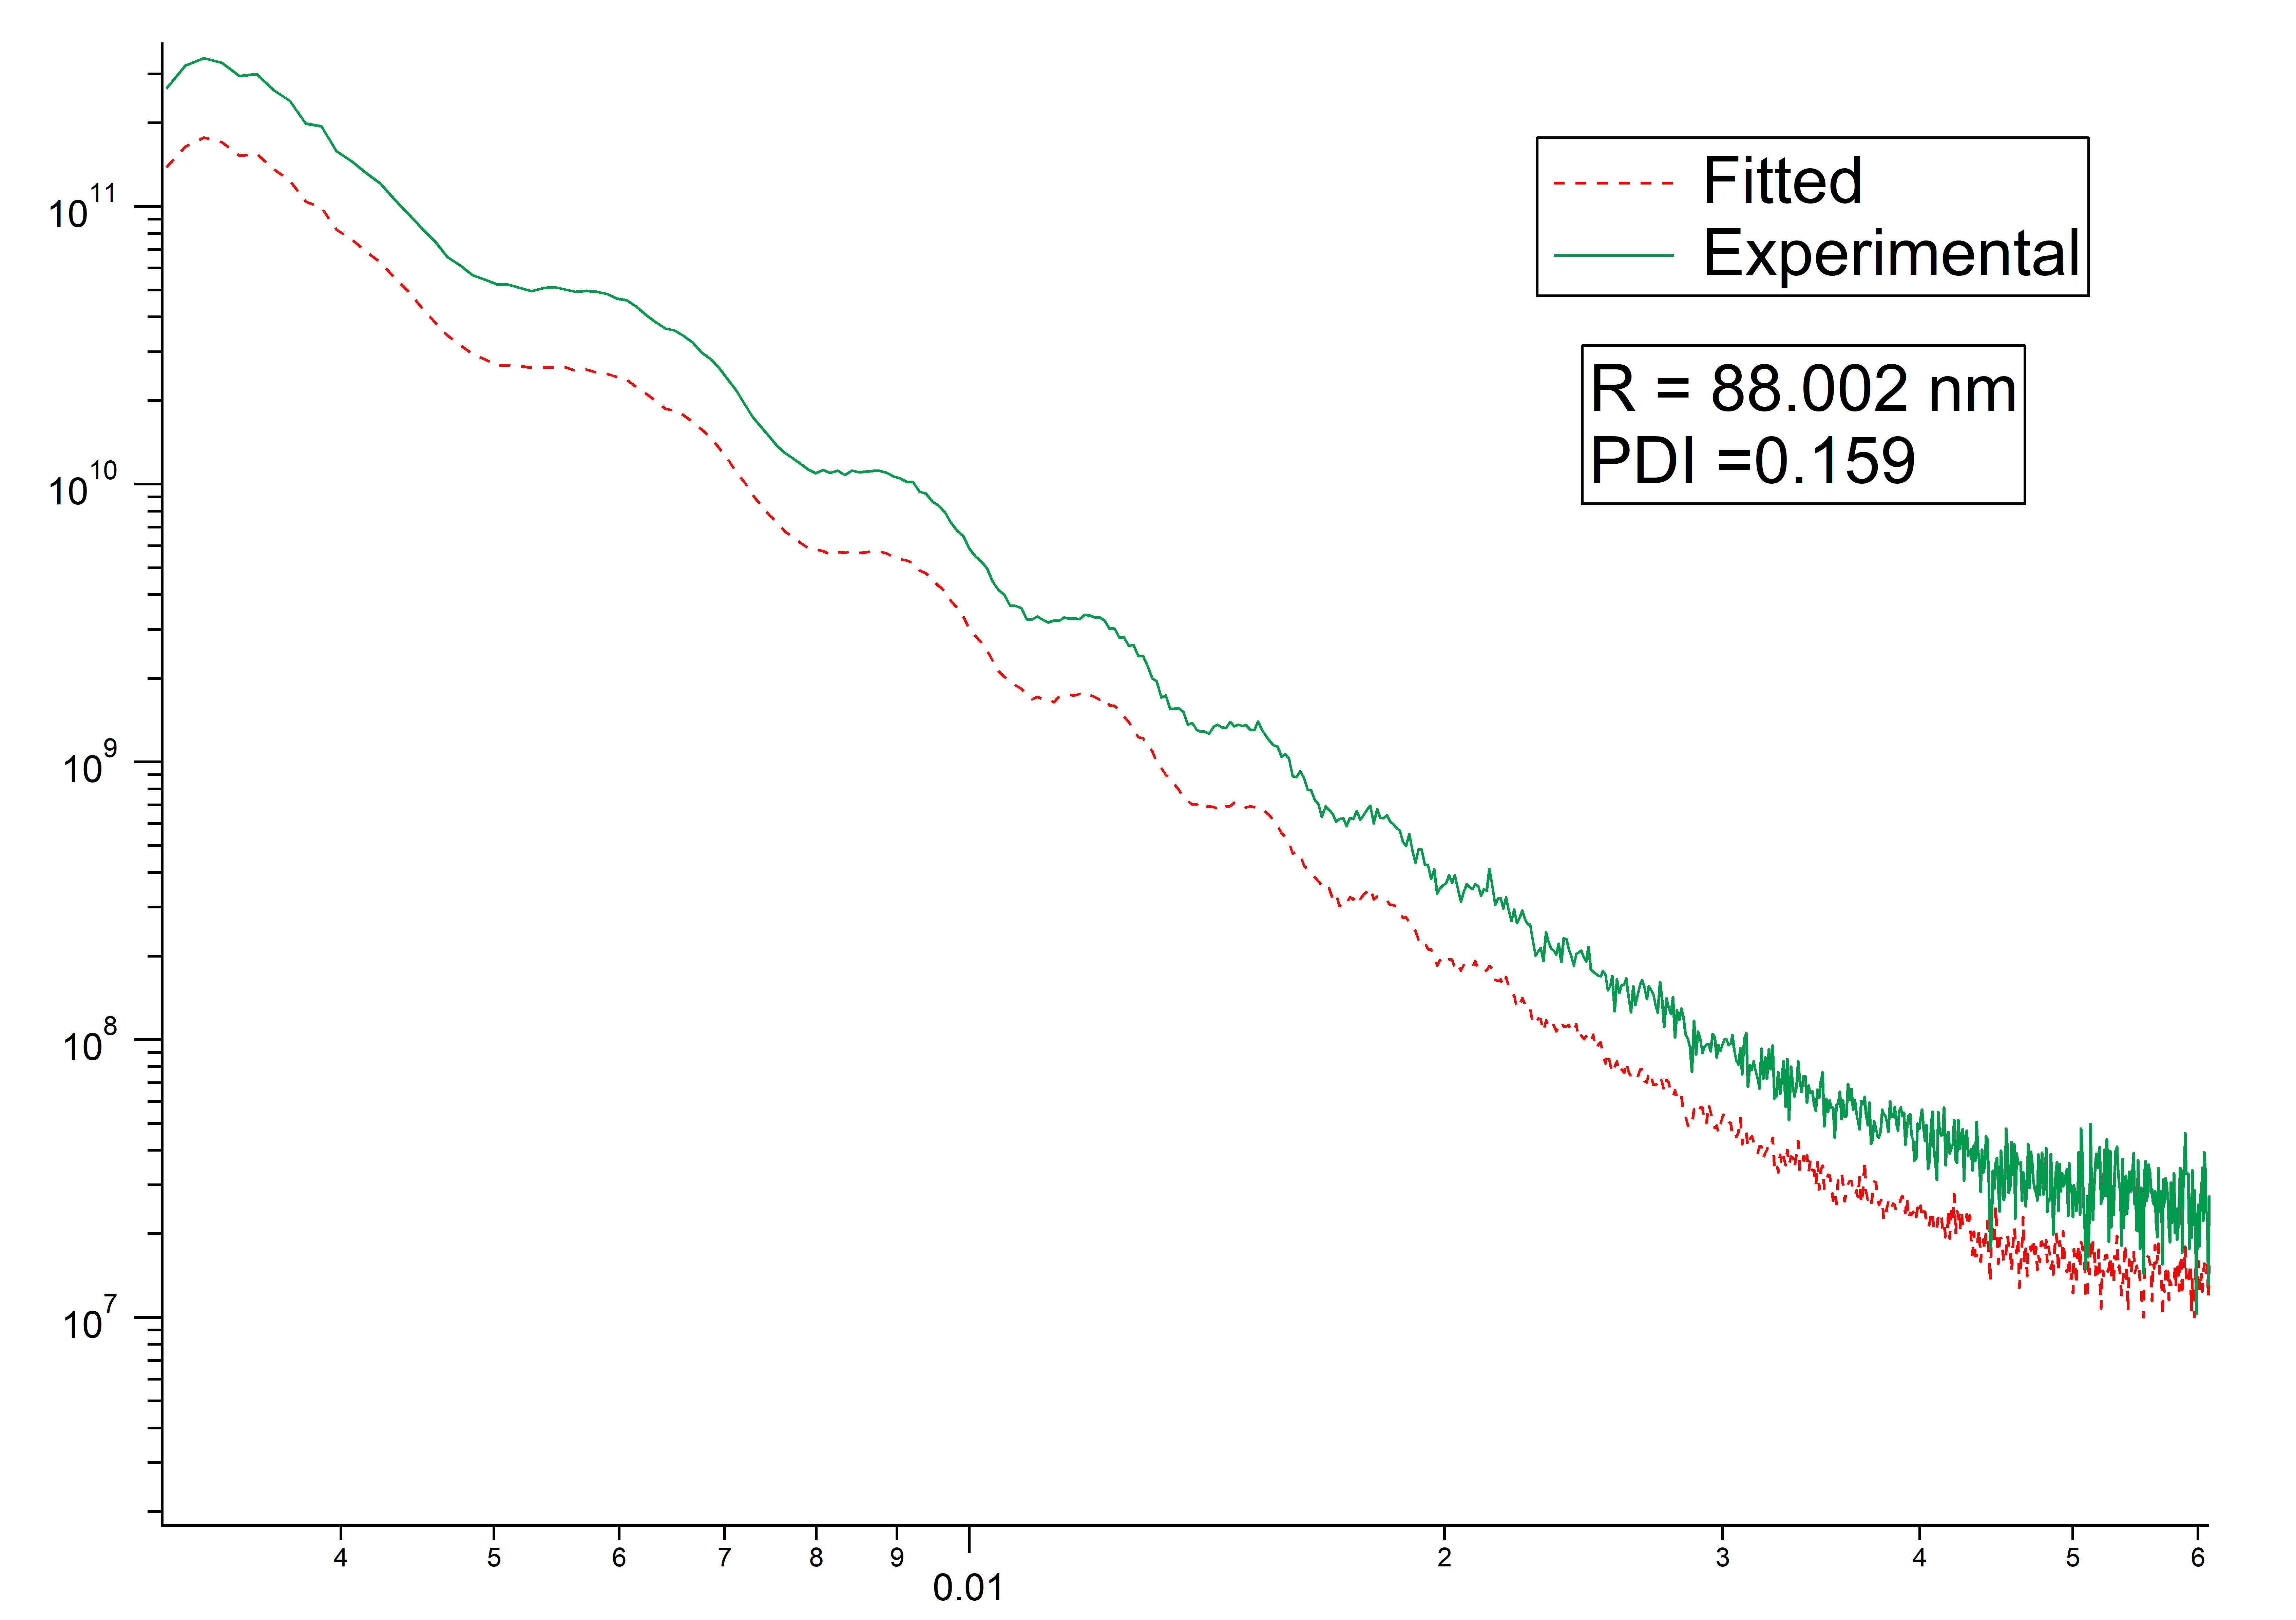 Fitted
Experimental
R = 88.002 nm
PDI =0.159
10^11
10^10
10^9
10^8
10^7
4 5 6 7 8 9 2 3 4 5 6
0.01